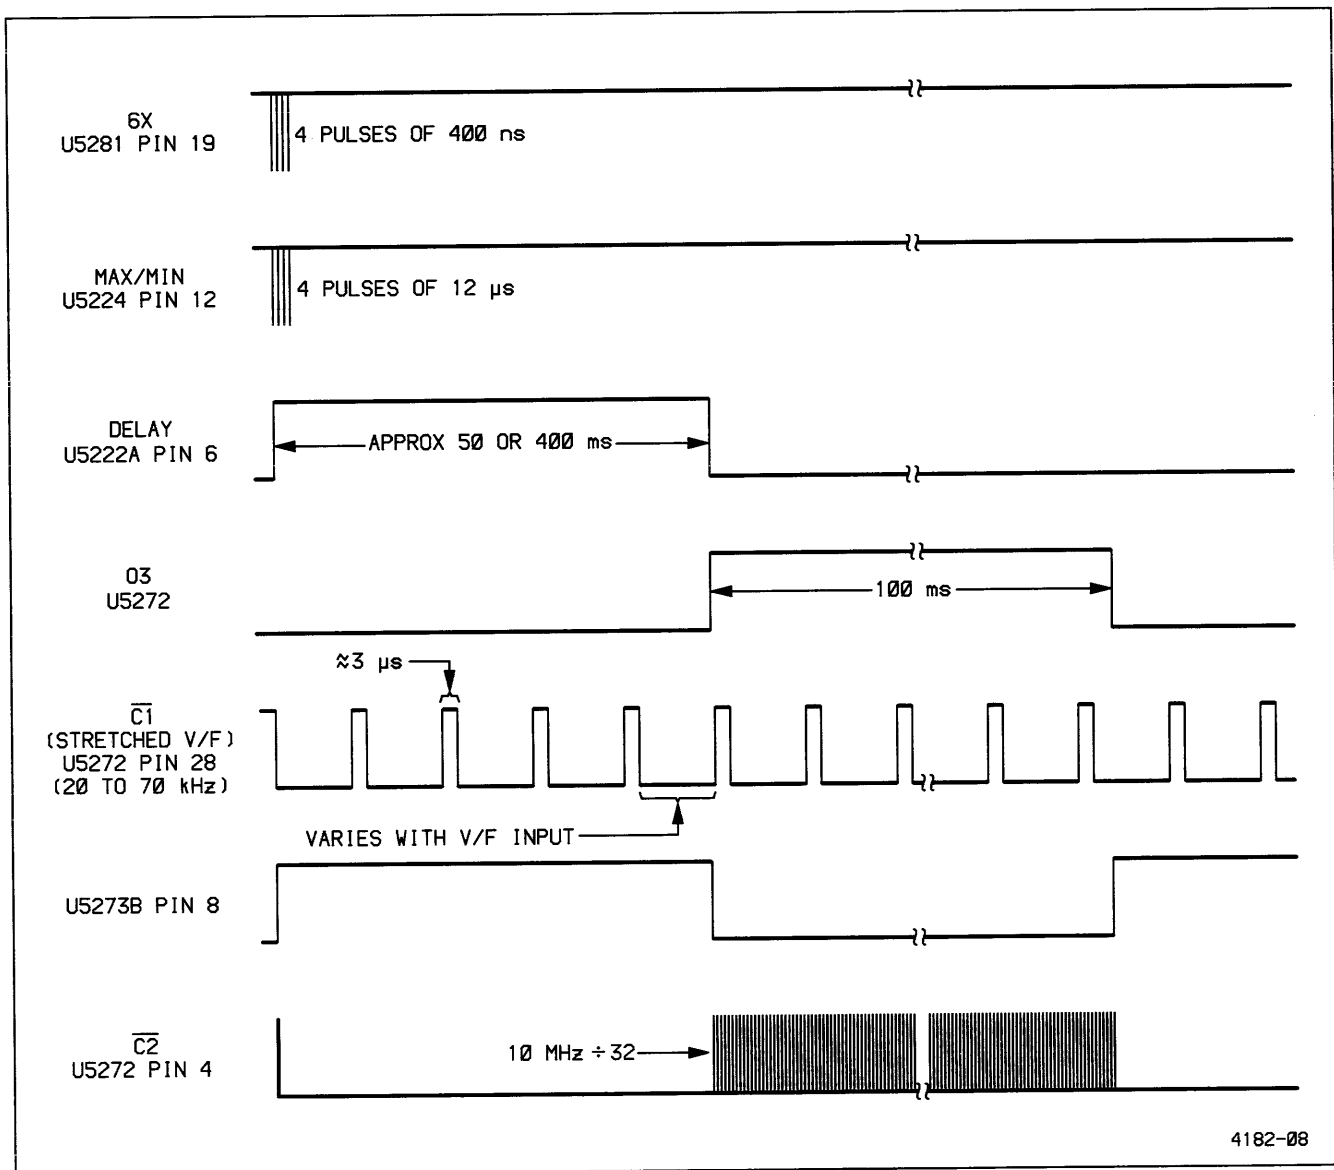 6X
U5281 PIN 19
4 PULSES OF 400 ns
MAX/MIN
U5224 PIN 12
4 PULSES OF 12 µs
DELAY
U5222A PIN 6
APPROX 50 OR 400 ms
03
U5272
100 ms
≈3 µs
C1
(STRETCHED V/F)
U5272 PIN 28
(20 TO 70 kHz)
VARIES WITH V/F INPUT
U5273B PIN 8
C2
U5272 PIN 4
10 MHz ÷32
4182-08